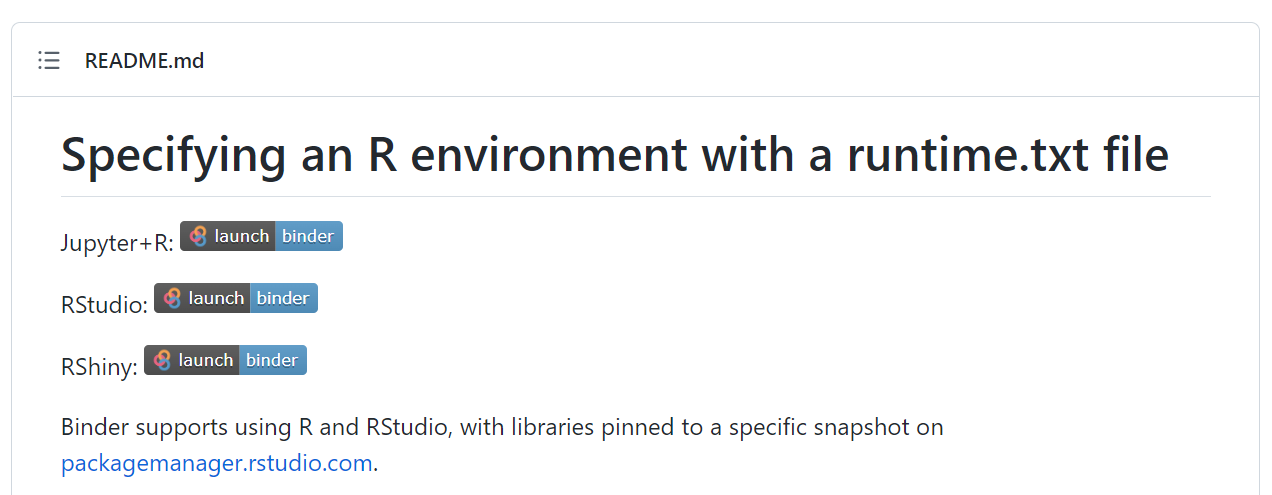 README.md
Specifying an R environment with a runtime.txt file
Jupyter+R: launch binder
RStudio: launch binder
RShiny: launch binder
Binder supports using R and RStudio, with libraries pinned to a specific snapshot on
packagemanager.rstudio.com.